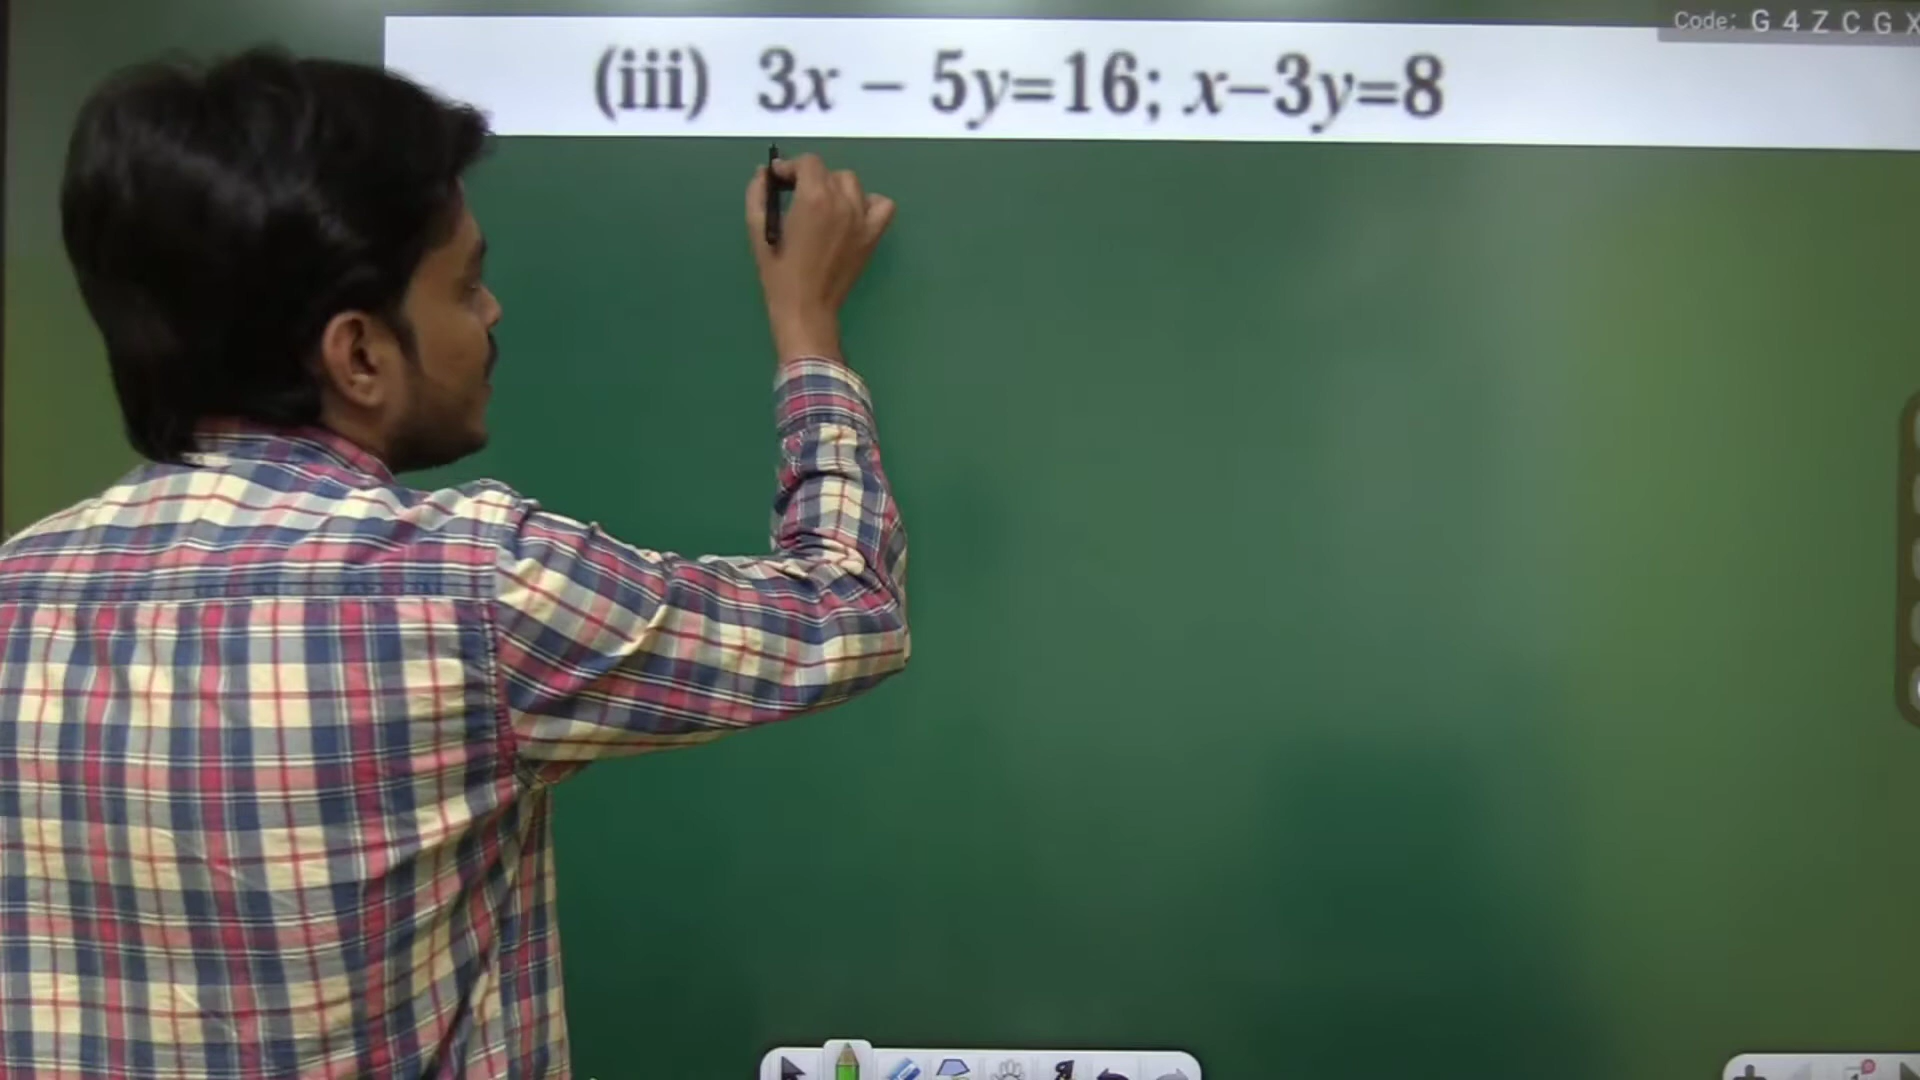 Code: G 4 Z C G X
(iii) 3x – 5y=16; x–3y=8